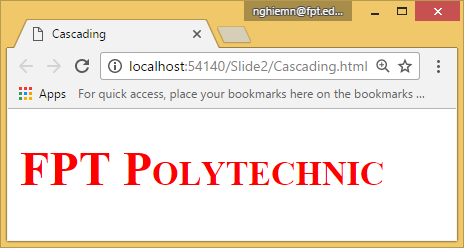 nghiemn@fpt.ed...
Cascading
localhost:54140/Slide2/Cascading.html
Apps For quick access, place your bookmarks here on the bookmarks ...
FPT POLYTECHNIC